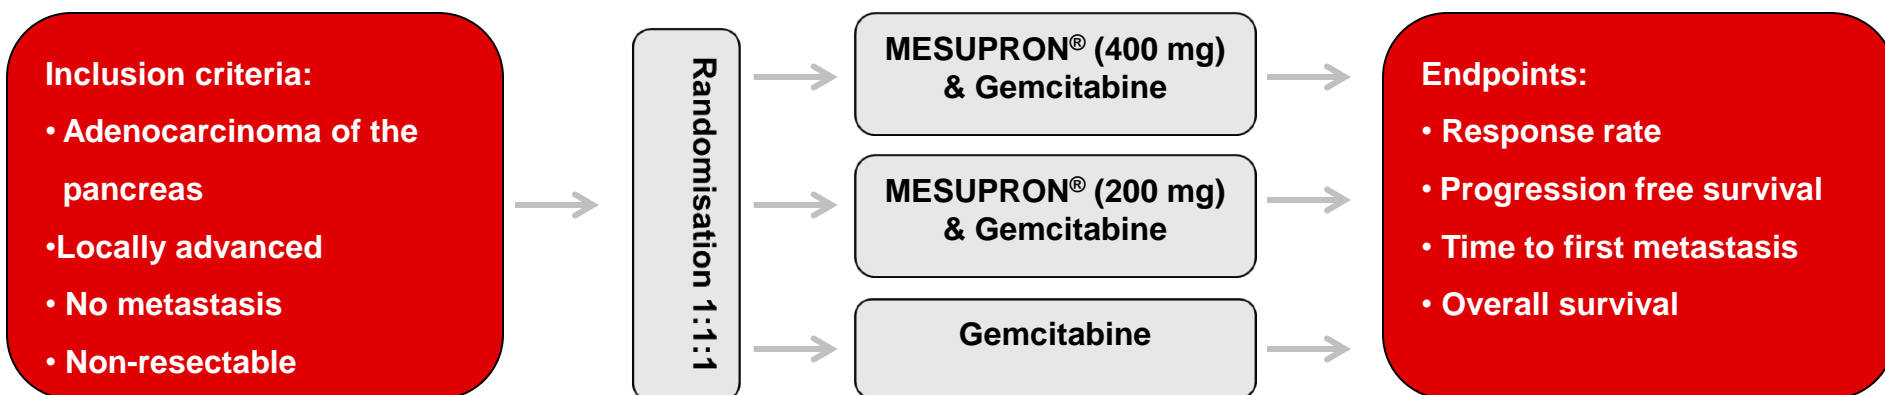 Inclusion criteria:
• Adenocarcinoma of the
pancreas
•Locally advanced
• No metastasis
• Non-resectable
Randomisation 1:1:1
MESUPRON® (400 mg)
& Gemcitabine
MESUPRON® (200 mg)
& Gemcitabine
Gemcitabine
Endpoints:
• Response rate
• Progression free survival
• Time to first metastasis
• Overall survival